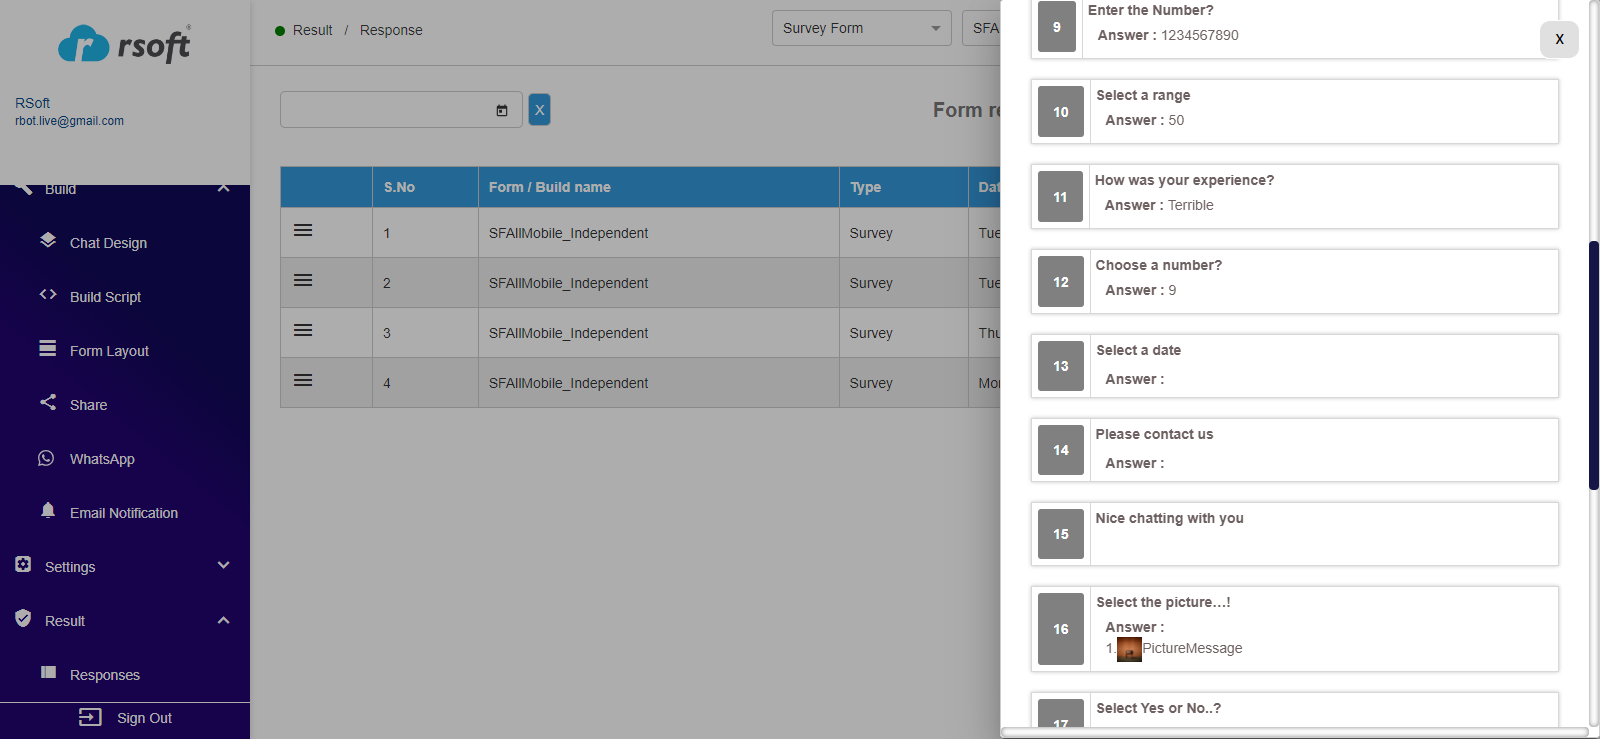 rsoft
RSoft
rbot.live@gmail.com
Build
Chat Design
Build Script
Form Layout
Share
WhatsApp
Email Notification
Settings
Result
Responses
Sign Out
Result / Response
Survey Form
SFA
X
Form re
S.No Form / Build name Type Dat
1 SFAllMobile_Independent Survey Tue
2 SFAllMobile_Independent Survey Tue
3 SFAllMobile_Independent Survey Thu
4 SFAllMobile_Independent Survey Mon
X
9 Enter the Number?
Answer : 1234567890
10 Select a range
Answer : 50
11 How was your experience?
Answer : Terrible
12 Choose a number?
Answer : 9
13 Select a date
Answer :
14 Please contact us
Answer :
15 Nice chatting with you
16 Select the picture...!
Answer :
1. PictureMessage
17 Select Yes or No..?